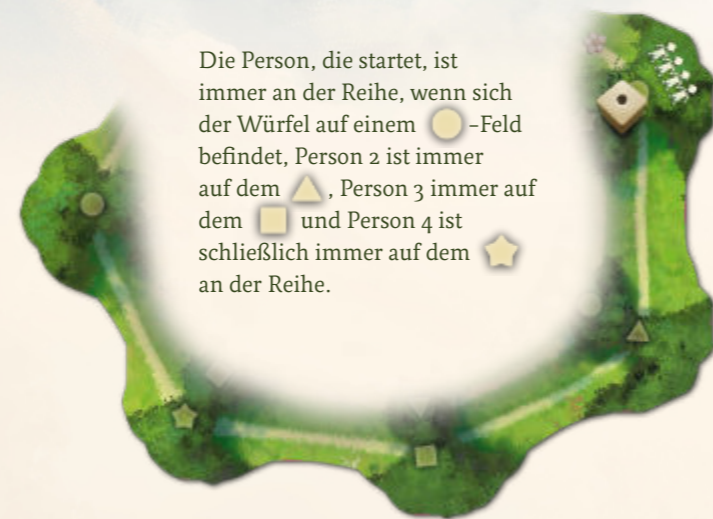 Die Person, die startet, ist
immer an der Reihe, wenn sich
der Würfel auf einem –Feld
befindet, Person 2 ist immer
auf dem , Person 3 immer auf
dem und Person 4 ist
schließlich immer auf dem
an der Reihe.